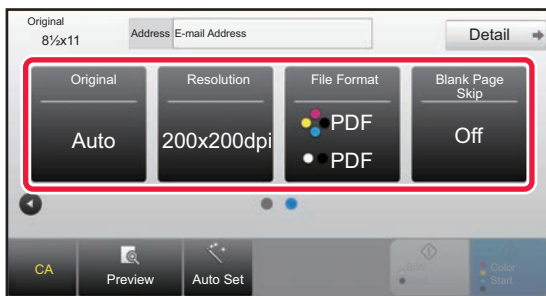 Original
8½x11
Address E-mail Address
Detail
Original
Resolution
File Format
Blank Page
Skip
Auto
200x200dpi
PDF
PDF
Off
CA
Preview
Auto Set
B/W
Start
Color
Start